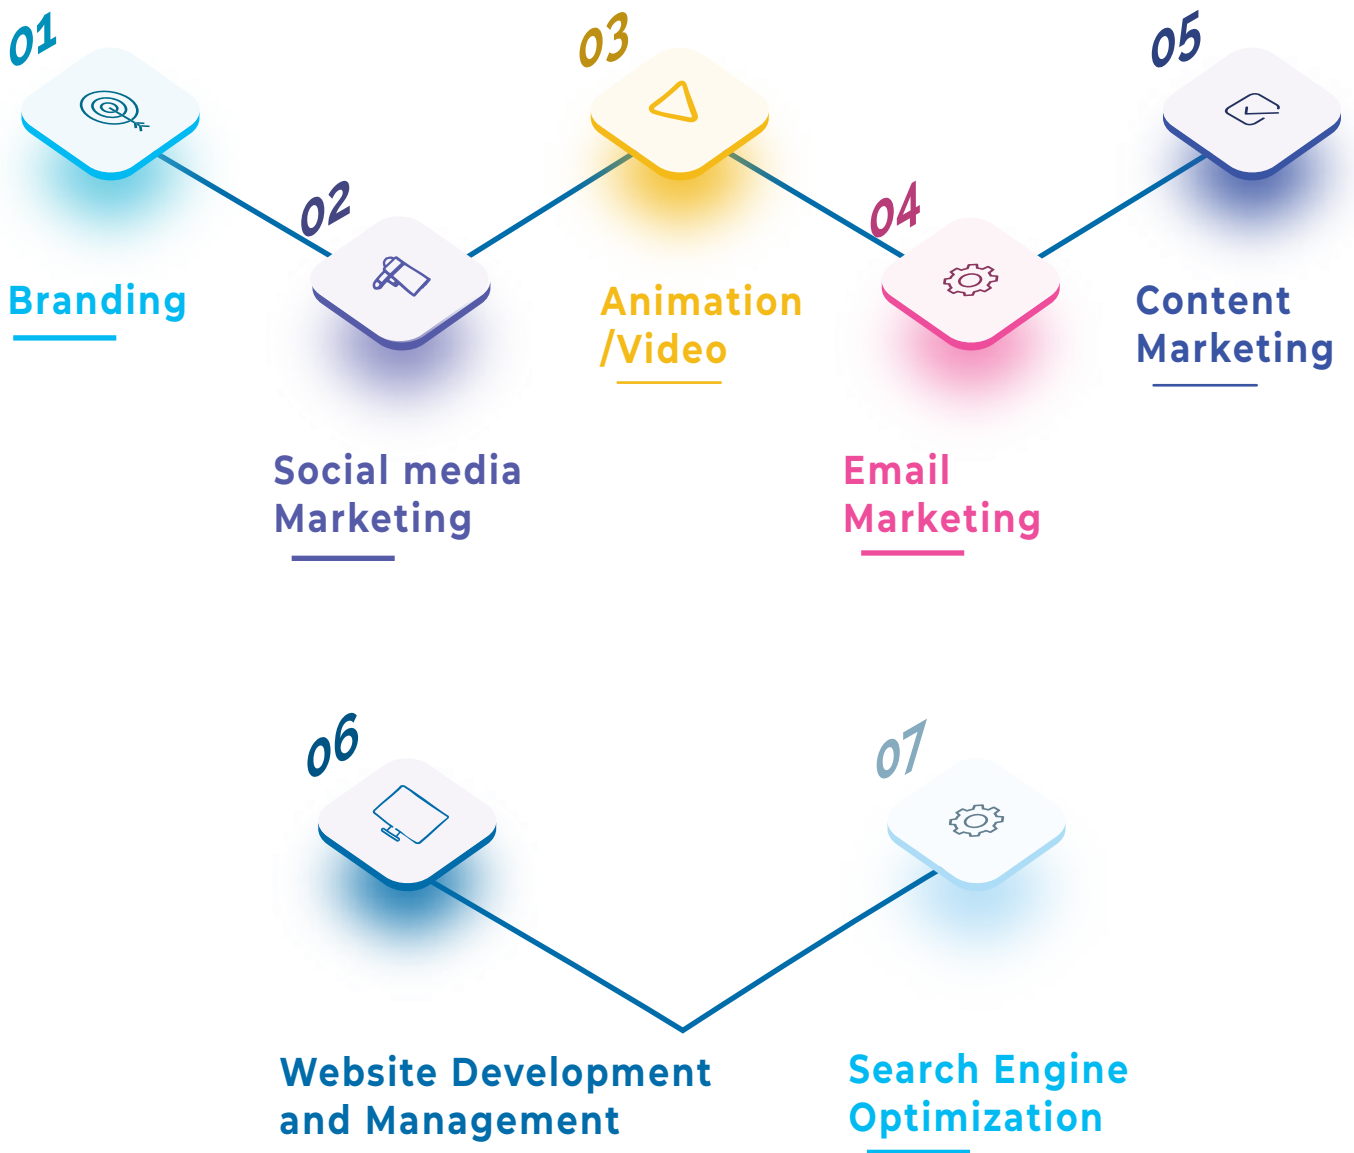 01
Branding
02
Social media
Marketing
03
Animation
/Video
04
Email
Marketing
05
Content
Marketing
06
Website Development
and Management
07
Search Engine
Optimization